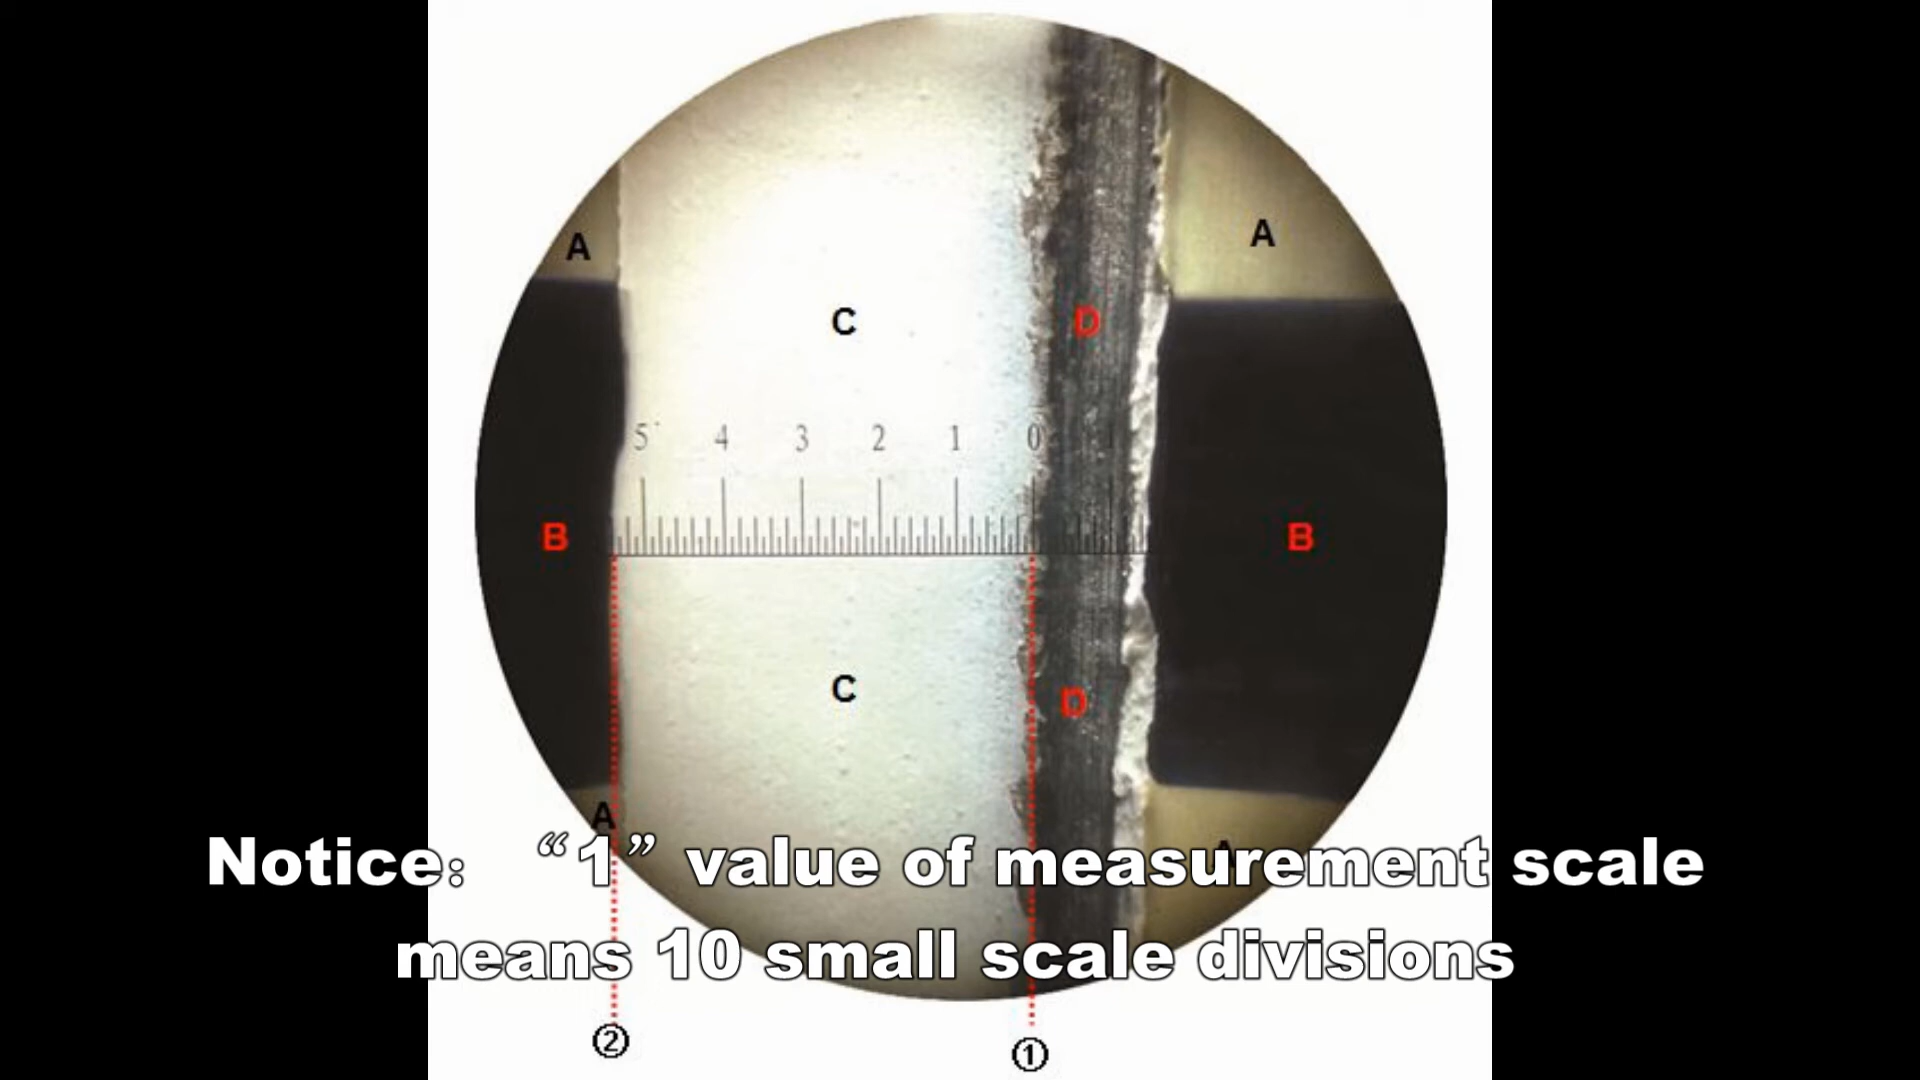 A
A
C
D
5 4 3 2 1 0
B
B
C
D
A
A
Notice： “1” value of measurement scale
means 10 small scale divisions
②
①